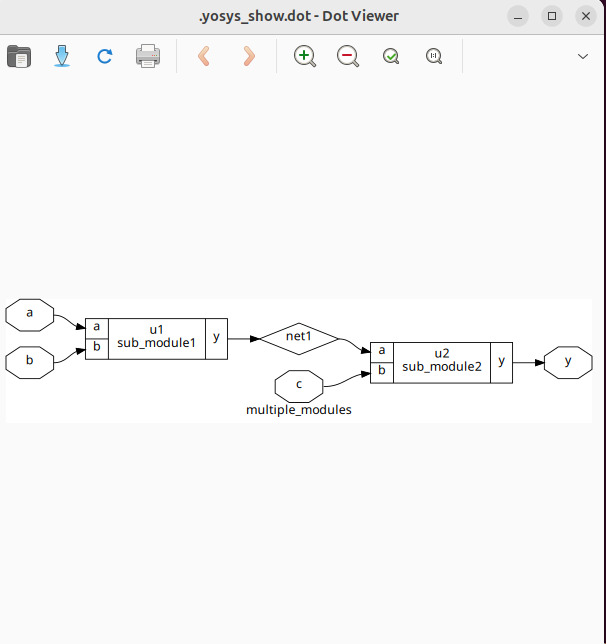 .yosys_show.dot - Dot Viewer
a
b
a
b
u1
sub_module1
y
net1
c
a
b
u2
sub_module2
y
y
multiple_modules